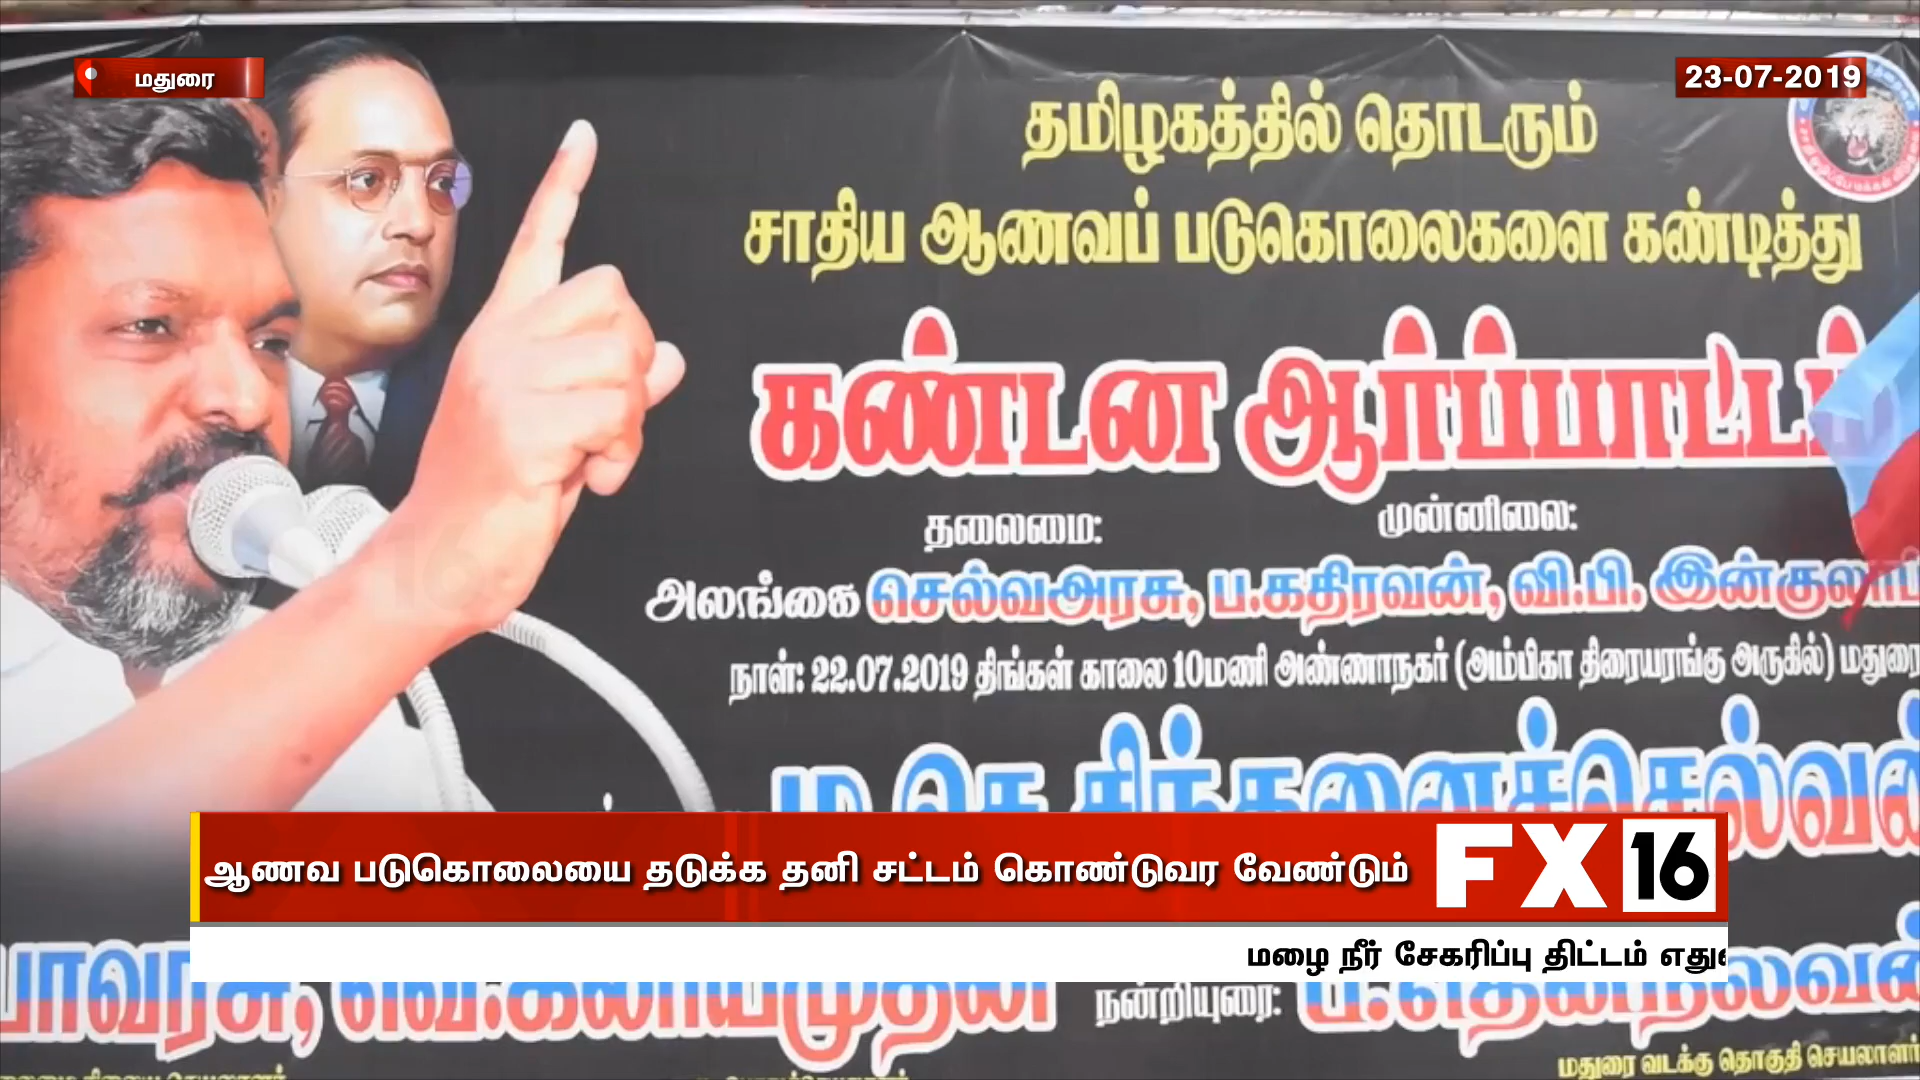 மதுரை
23-07-2019
தமிழகத்தில் தொடரும்
சாதிய ஆணவப் படுகொலைகளை கண்டித்து
கண்டன ஆர்ப்பாட்டம்
தலைமை: முன்னிலை:
அலங்கை செல்வஅரசு, ப.கதிரவன், வி.பி. இன்குலாப்
நாள்: 22.07.2019 திங்கள் காலை 10மணி அண்ணாநகர் (அம்பிகா திரையரங்கு அருகில்) மதுரை
சிந்தனைச்செல்வன்
ஆணவ படுகொலையை தடுக்க தனி சட்டம் கொண்டுவர வேண்டும்
FX 16
மழை நீர் சேகரிப்பு திட்டம்
நன்றியுரை:
மதுரை வடக்கு தொகுதி செயலாளர்